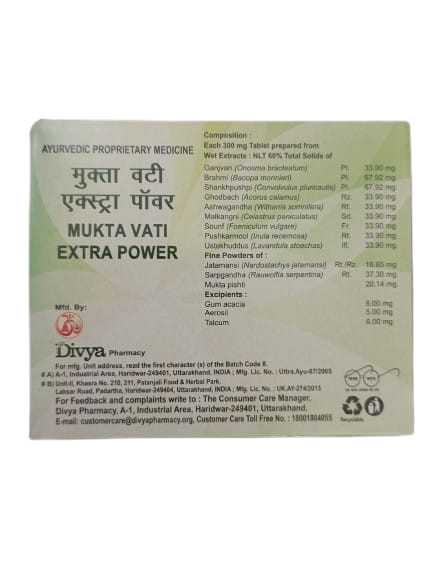 AYURVEDIC PROPRIETARY MEDICINE
मुक्ता वटी
एक्स्ट्रा पॉवर
MUKTA VATI
EXTRA POWER
Mfd. By:
Divya Pharmacy
Composition :
Each 300 mg Tablet prepared from
Wet Extracts : NLT 60% Total Solids of
Ganjvan (Onosma bracteatum) Pl. 33.90 mg
Brahmi (Bacopa monnieri) Pl. 67.92 mg
Shankhpushpi (Convolvulus pluricaulis) Pl. 67.92 mg
Ghodbach (Acorus calamus) Rz. 33.90 mg
Ashwagandha (Withania somnifera) Rt. 33.90 mg
Malkangni (Celastrus paniculatus) Sd. 33.90 mg
Sounf (Foeniculum vulgare) Fr. 33.90 mg
Pushkarmool (Inula racemosa) Rt. 33.90 mg
Ustekhuddus (Lavandula stoechas) Ifl. 33.90 mg
Fine Powders of :
Jatamansi (Nardostachys jatamansi) Rt./Rz. 18.65 mg
Sarpgandha (Rauwolfia serpentina) Rt. 37.30 mg
Mukta pishti 20.14 mg
Excipients :
Gum acacia 6.00 mg
Aerosil 5.00 mg
Talcum 6.00 mg
For mfg. Unit address, read the first character(s) of the Batch Code #.
# A) A-1, Industrial Area, Haridwar-249401, Uttarakhand, INDIA ; Mfg. Lic. No. : Uttra.Ayu-87/2005
# B) Unit-II, Khasra No. 210, 211, Patanjali Food & Herbal Park,
Laksar Road, Padartha, Haridwar-249404, Uttarakhand, INDIA ; Mfg. Lic. No. : UK.AY-274/2013
For Feedback and complaints write to : The Consumer Care Manager,
Divya Pharmacy, A-1, Industrial Area, Haridwar-249401, Uttarakhand.
E-mail: customercare@divyapharmacy.org, Customer Care Toll Free No. : 18001804055
Recyclable